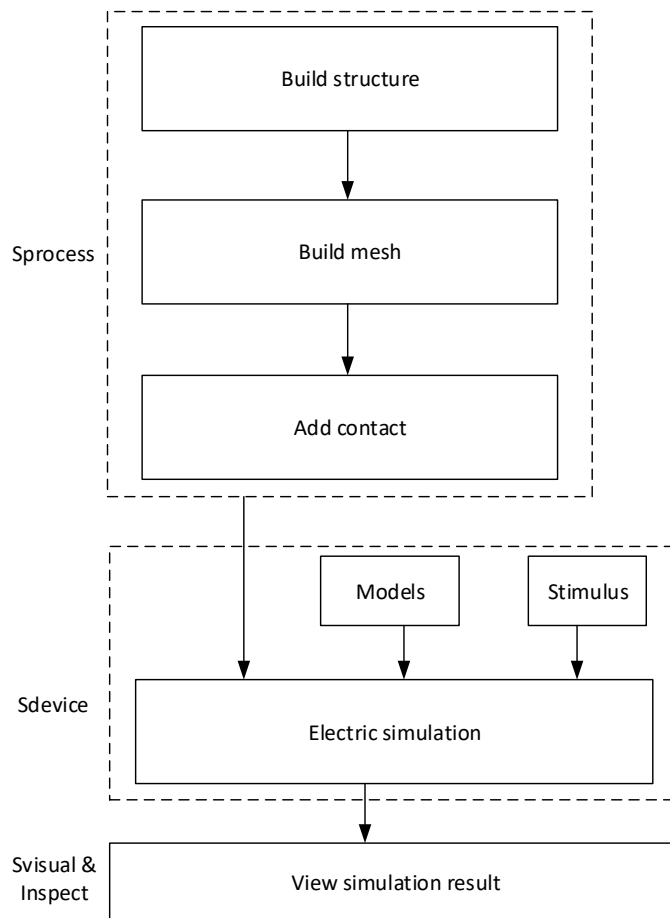 Build structure
Sprocess
Build mesh
Add contact
Models
Stimulus
Sdevice
Electric simulation
Svisual &
Inspect
View simulation result